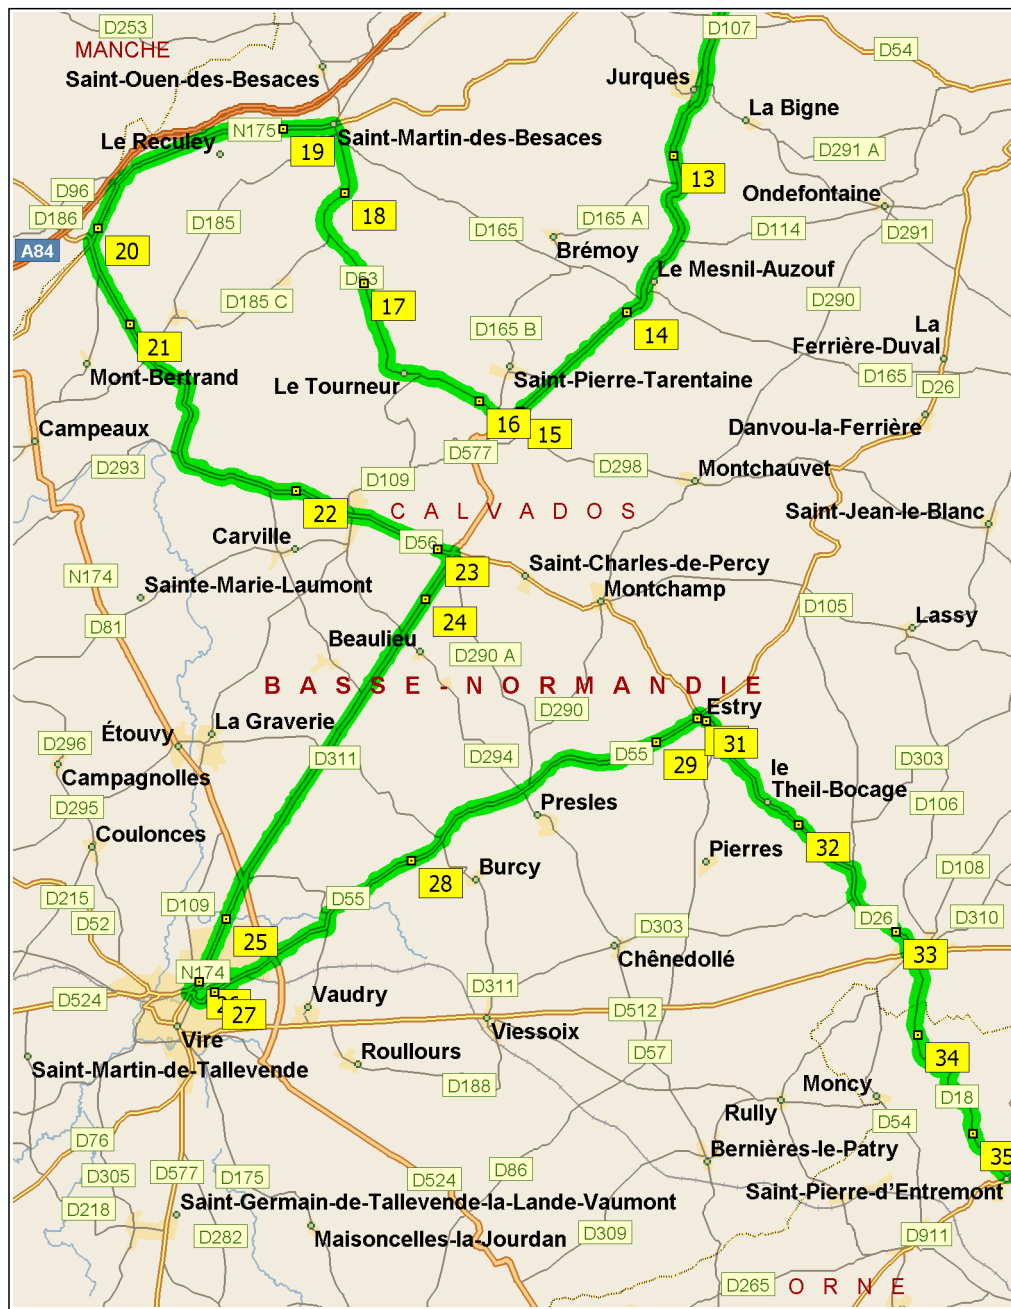 D253
D107
MANCHE
D54
Saint-Ouen-des-Besaces
Jurques
La Bigne
N175
Le Reculey
Saint-Martin-des-Besaces
19
D291 A
13
D96
Ondefontaine
D186
D185
18
D165 A
D165
D114
D291
A84
20
Brémoy
Le Mesnil-Auzouf
D53
D185 C
17
D290
14
La
Ferrière-Duval
D165 B
21
Mont-Bertrand
Le Tourneur
Saint-Pierre-Tarentaine
D165
D26
16
15
Campeaux
Danvou-la-Ferrière
D577
D293
D109
D298
Montchauvet
22
CALVADOS
Saint-Jean-le-Blanc
Carville
D56
23
Saint-Charles-de-Percy
N174
Sainte-Marie-Laumont
Montchamp
D105
Lassy
24
D81
Beaulieu
D290 A
BASSE-NORMANDIE
Estry
D290
La Graverie
Étouvy
31
D296
D311
D294
D55
29
le
Theil-Bocage
D303
Campagnolles
D295
Presles
D106
Coulonces
Pierres
32
Burcy
28
D108
D215
D55
D109
D52
D26
D310
D303
25
Chênedollé
33
N174
D524
Vaudry
D311
26
27
D512
Viessoix
Vire
Roullours
D57
34
Saint-Martin-de-Tallevende
D188
Moncy
D18
Rully
D54
D76
Bernières-le-Patry
35
D305
D577
D175
D86
D524
Saint-Pierre-d'Entremont
Saint-Germain-de-Tallevende-la-Lande-Vaumont
D218
D282
Maisoncelles-la-Jourdan
D309
D911
D265
ORNE